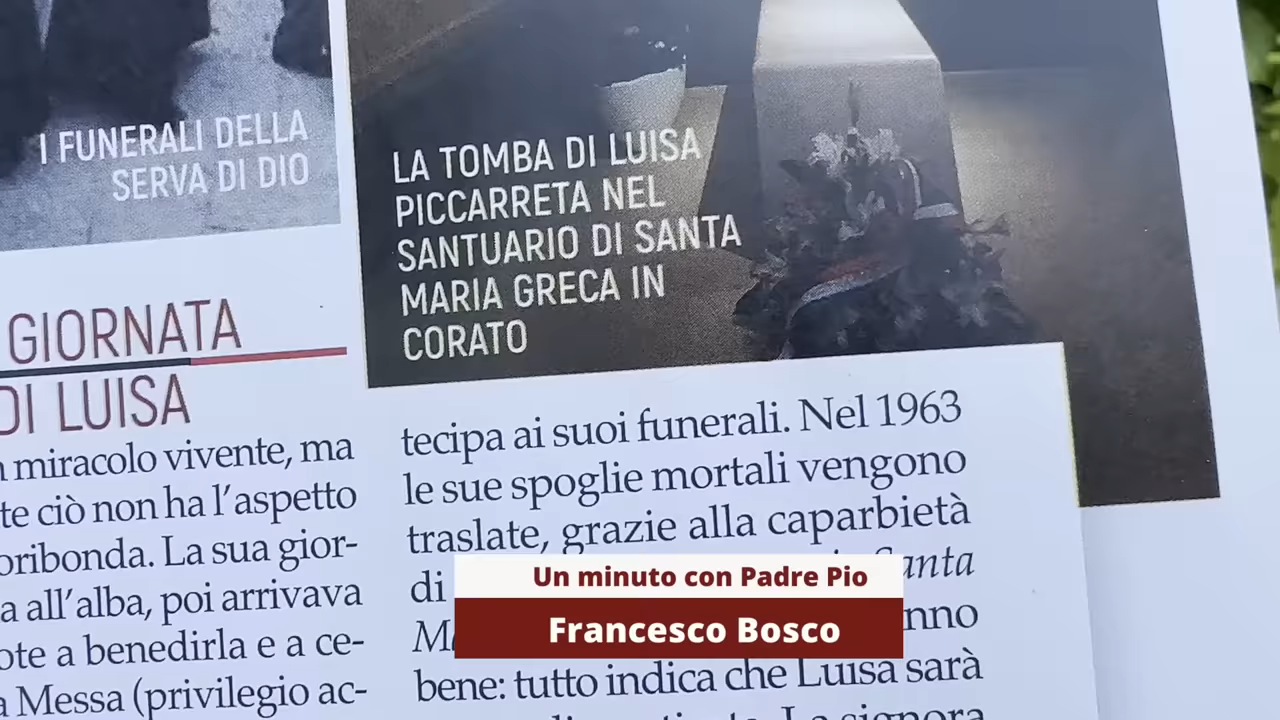 I FUNERALI DELLA
SERVA DI DIO
LA TOMBA DI LUISA
PICCARRETA NEL
SANTUARIO DI SANTA
MARIA GRECA IN
CORATO
GIORNATA
DI LUISA
miracolo vivente, ma
te ciò non ha l'aspetto
oribonda. La sua gior-
a all'alba, poi arrivava
ote a benedirla e a ce-
a Messa (privilegio ac-
tecipa ai suoi funerali. Nel 1963
le sue spoglie mortali vengono
traslate, grazie alla caparbietà
di
anta
nno
bene: tutto indica che Luisa sarà
La signora
Un minuto con Padre Pio
Francesco Bosco